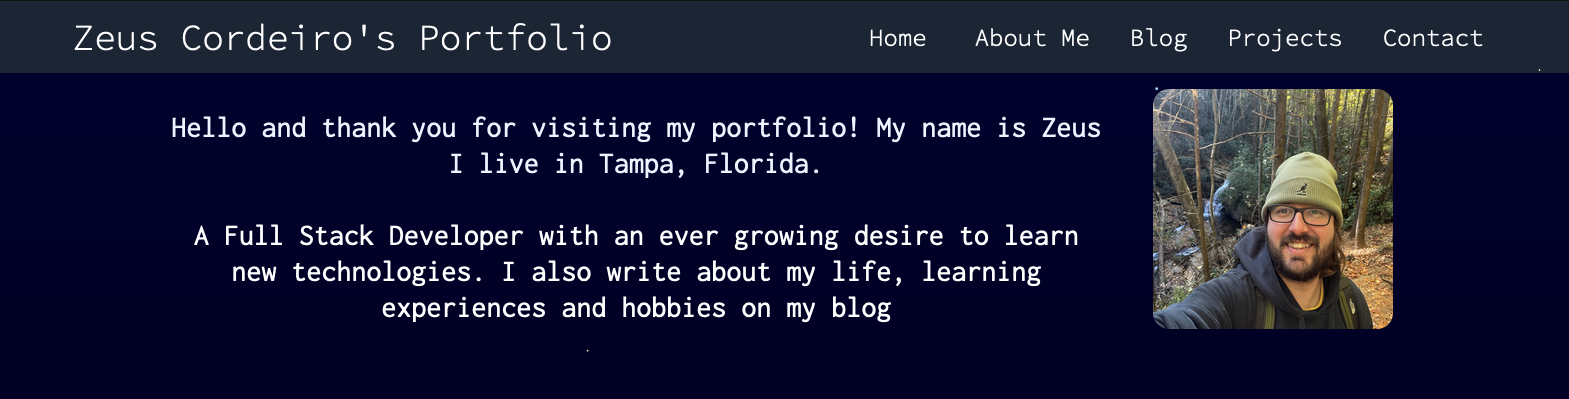 Zeus Cordeiro's Portfolio
Home About Me Blog Projects Contact
Hello and thank you for visiting my portfolio! My name is Zeus
I live in Tampa, Florida.
A Full Stack Developer with an ever growing desire to learn
new technologies. I also write about my life, learning
experiences and hobbies on my blog